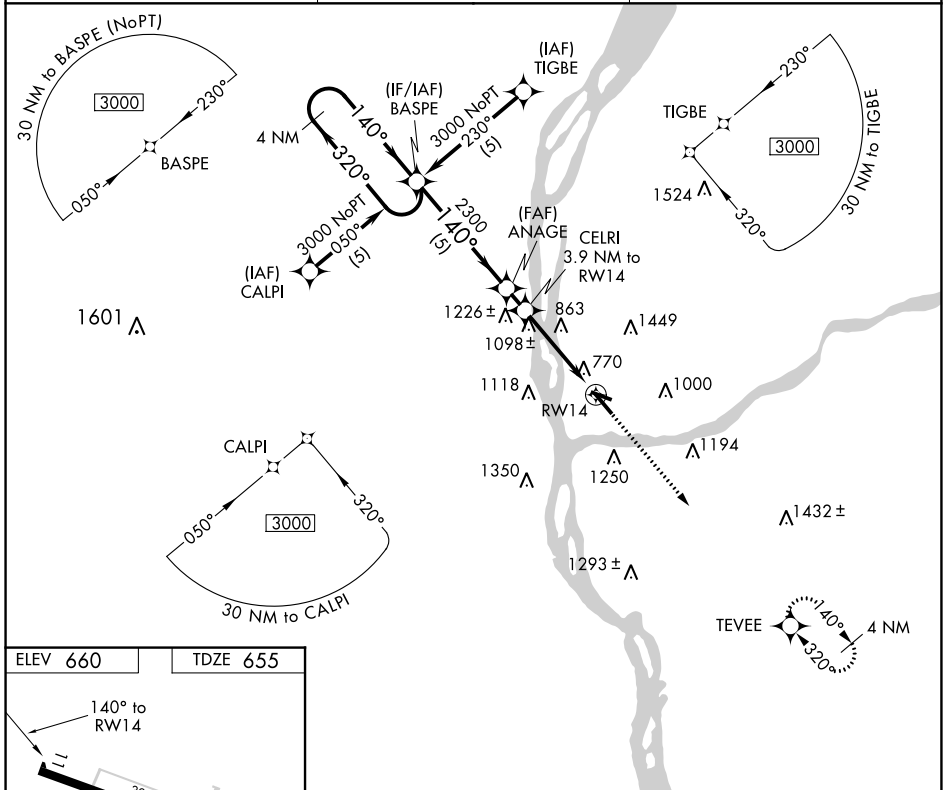 30 NM to BASPE (NoPT)
3000
230°
BASPE
050°
(IF/IAF)
BASPE
(IAF)
TIGBE
3000 NoPT
230°
(5)
4 NM
140°
320°
3000 NoPT
050°
(5)
(IAF)
CALPI
2300
140°
(5)
(FAF)
ANAGE
CELRI
3.9 NM to
RW14
TIGBE
230°
3000
320°
30 NM to TIGBE
1524
1601
1226 ±
1098 ±
863
1449
770
1118
1000
RW14
1350
1250
1194
1432 ±
1293 ±
CALPI
050°
3000
320°
30 NM to CALPI
TEVEE
140°
320°
4 NM
ELEV 660
TDZE 655
140° to
RW14